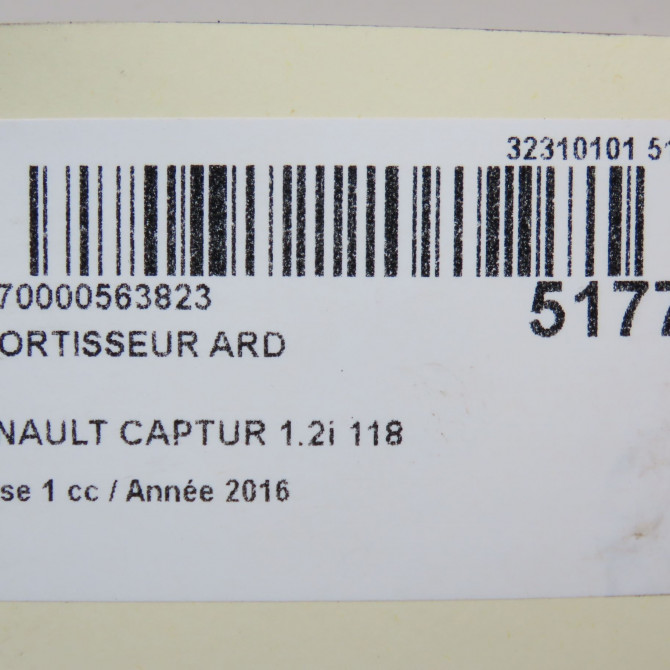 32310101 51
70000563823
5177
ORTISSEUR ARD
NAULT CAPTUR 1.2i 118
se 1 cc / Année 2016